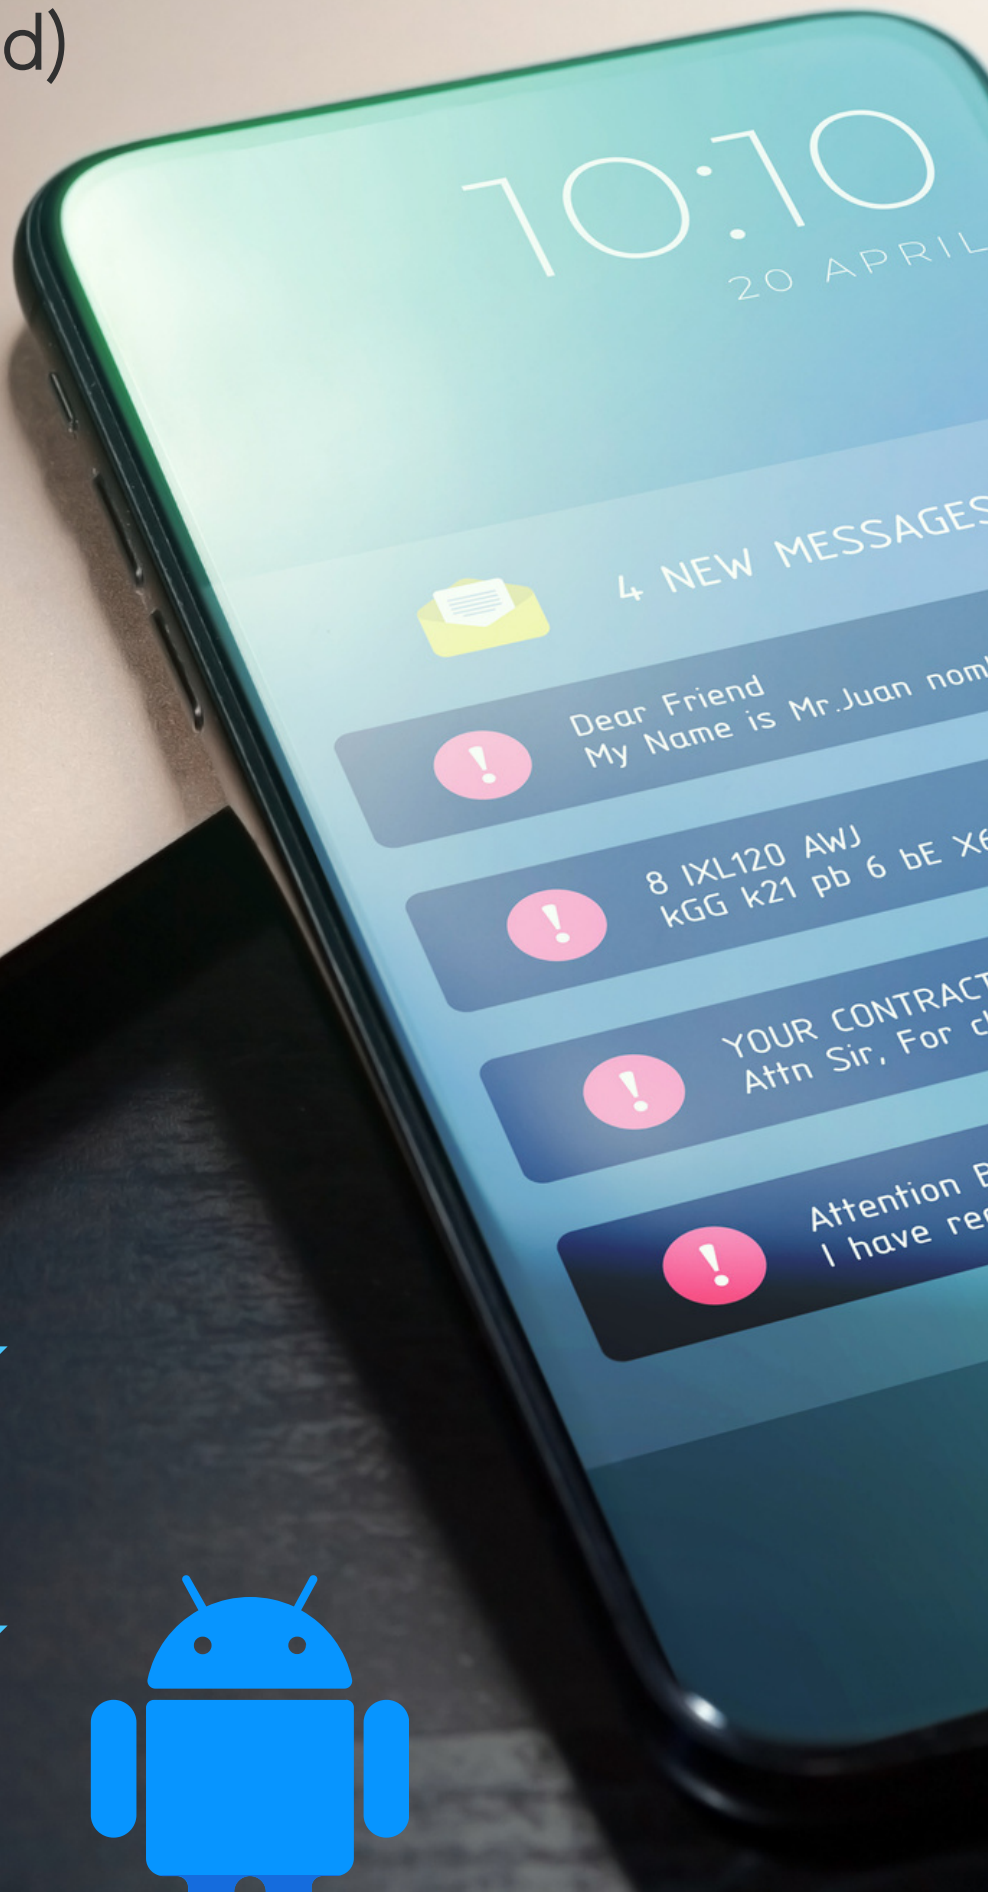 d)
10:10
20 APRIL
4 NEW MESSAGES
Dear Friend
My Name is Mr.Juan
8 IXL120 AWJ
kGG k21 pb 6 bE
YOUR CONTRACT
Attn Sir, For
Attention
I have